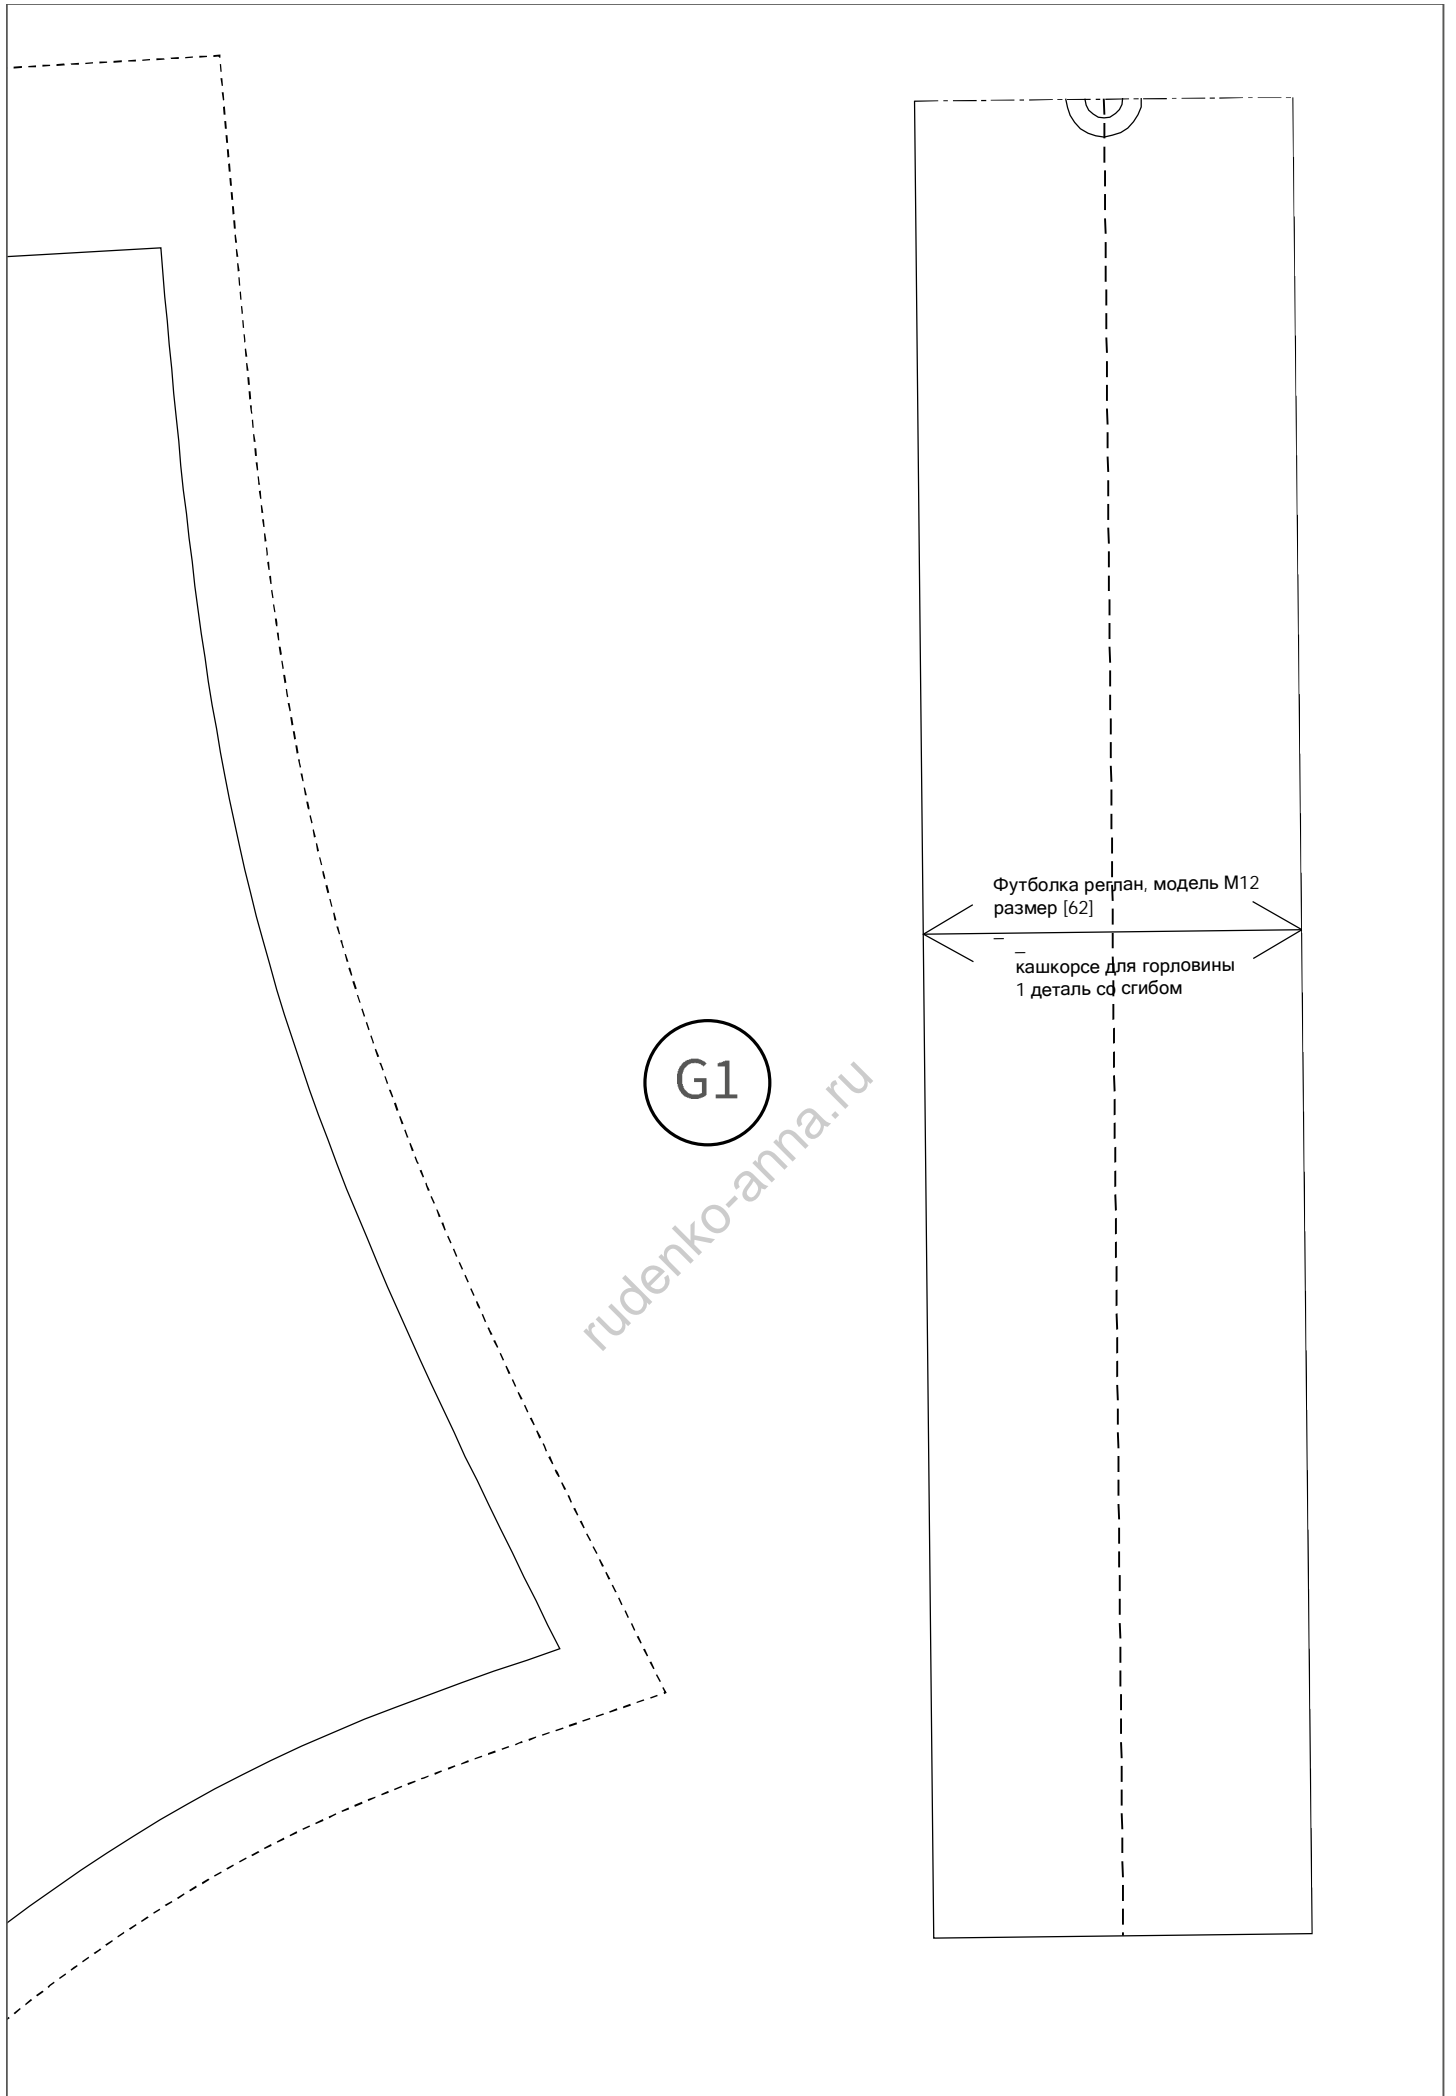 Футболка реглан, модель М12
размер [62]
_
_
кашкорсе для горловины
1 деталь со сгибом
G1
rudenko-anna.ru